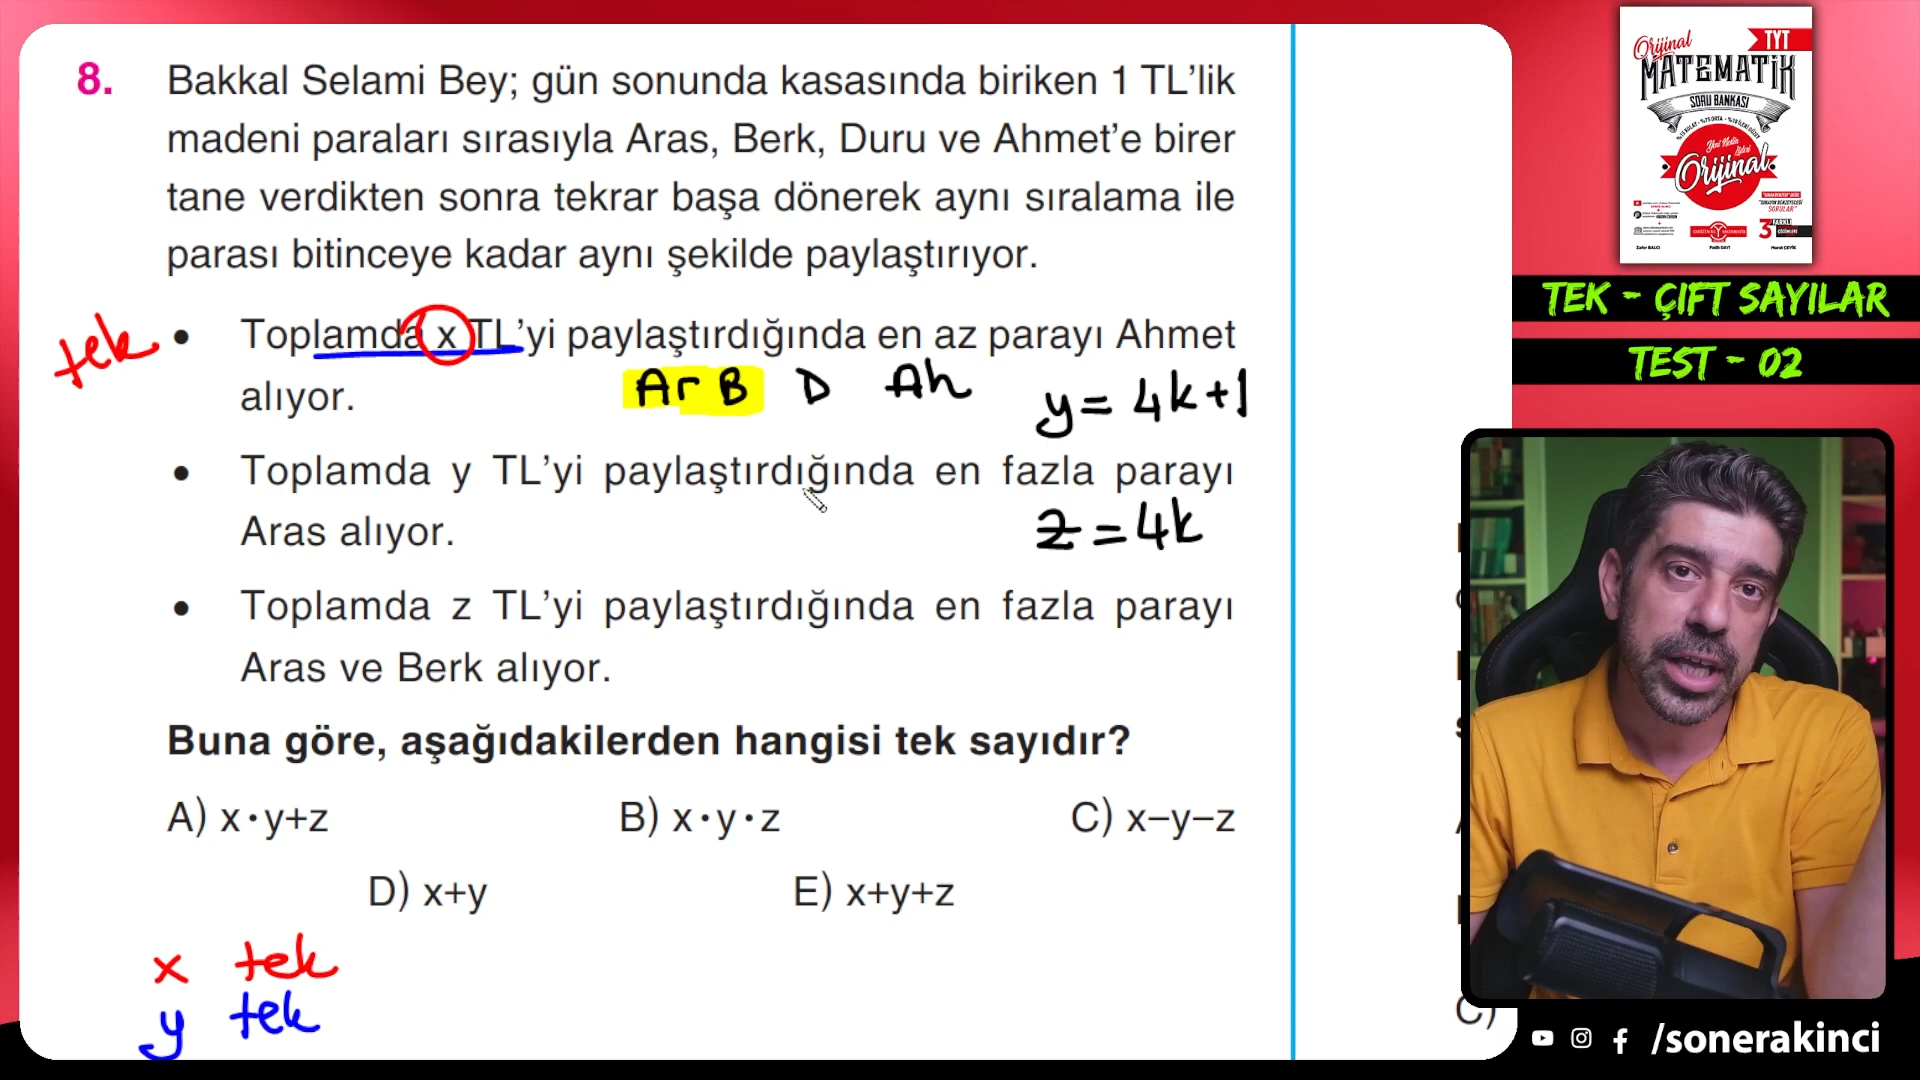 8. Bakkal Selami Bey; gün sonunda kasasında biriken 1 TL’lik
madeni paraları sırasıyla Aras, Berk, Duru ve Ahmet’e birer
tane verdikten sonra tekrar başa dönerek aynı sıralama ile
parası bitinceye kadar aynı şekilde paylaştırıyor.
tek
• Toplamda x TL’yi paylaştırdığında en az parayı Ahmet
alıyor.
Ar B D Ah
y = 4k+1
• Toplamda y TL’yi paylaştırdığında en fazla parayı
Aras alıyor.
z = 4k
• Toplamda z TL’yi paylaştırdığında en fazla parayı
Aras ve Berk alıyor.
Buna göre, aşağıdakilerden hangisi tek sayıdır?
A) x·y+z B) x·y·z C) x–y–z
D) x+y E) x+y+z
x tek
y tek
C)
Orijinal
TYT
MATEMATİK
SORU BANKASI
Orijinal
TEK - ÇIFT SAYILAR
TEST - 02
/sonerakinci